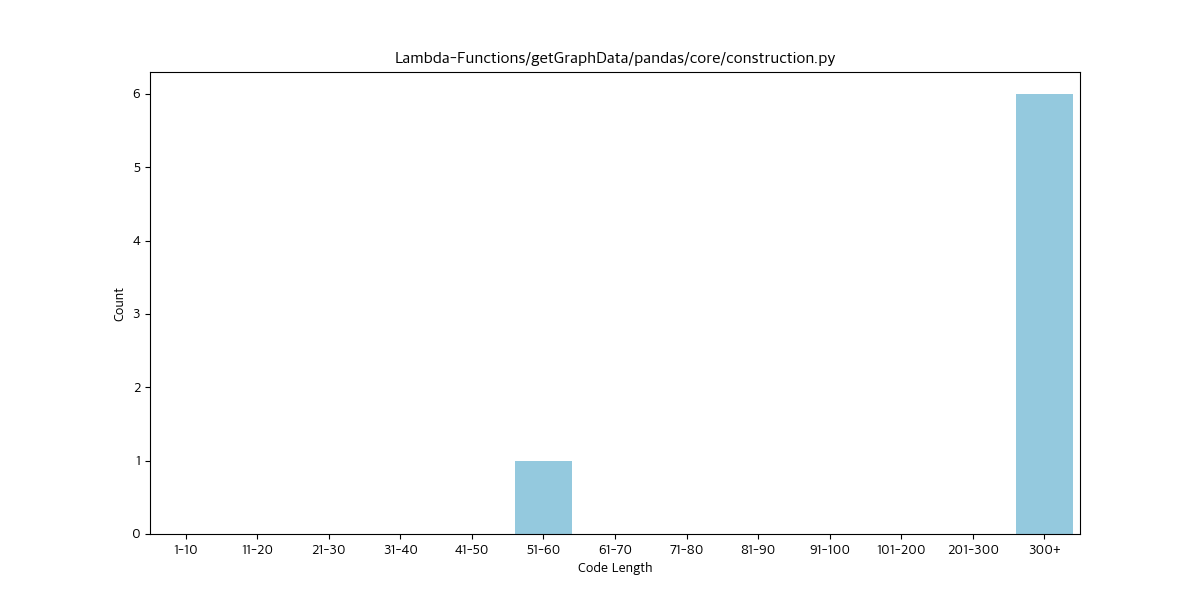 Lambda-Functions/getGraphData/pandas/core/construction.py
6
5
4
3
2
1
0
Count
1-10 11-20 21-30 31-40 41-50 51-60 61-70 71-80 81-90 91-100 101-200 201-300 300+
Code Length